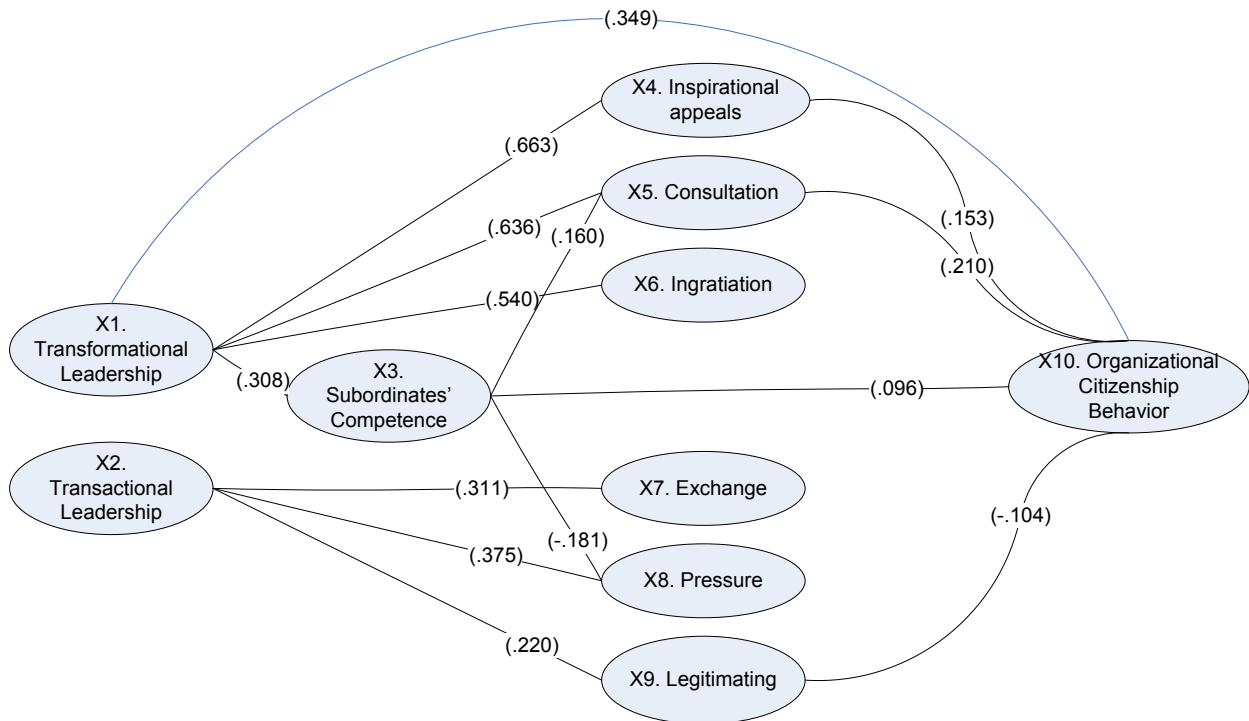 (.349)
X4. Inspirational
appeals
(.663)
X5. Consultation
(.636)
(.160)
(.153)
(.210)
X6. Ingratiation
(.540)
X1.
Transformational
Leadership
(.308)
X3.
Subordinates’
Competence
(.096)
X10. Organizational
Citizenship
Behavior
X2.
Transactional
Leadership
(.311)
X7. Exchange
(-.104)
(-.181)
(.375)
X8. Pressure
(.220)
X9. Legitimating